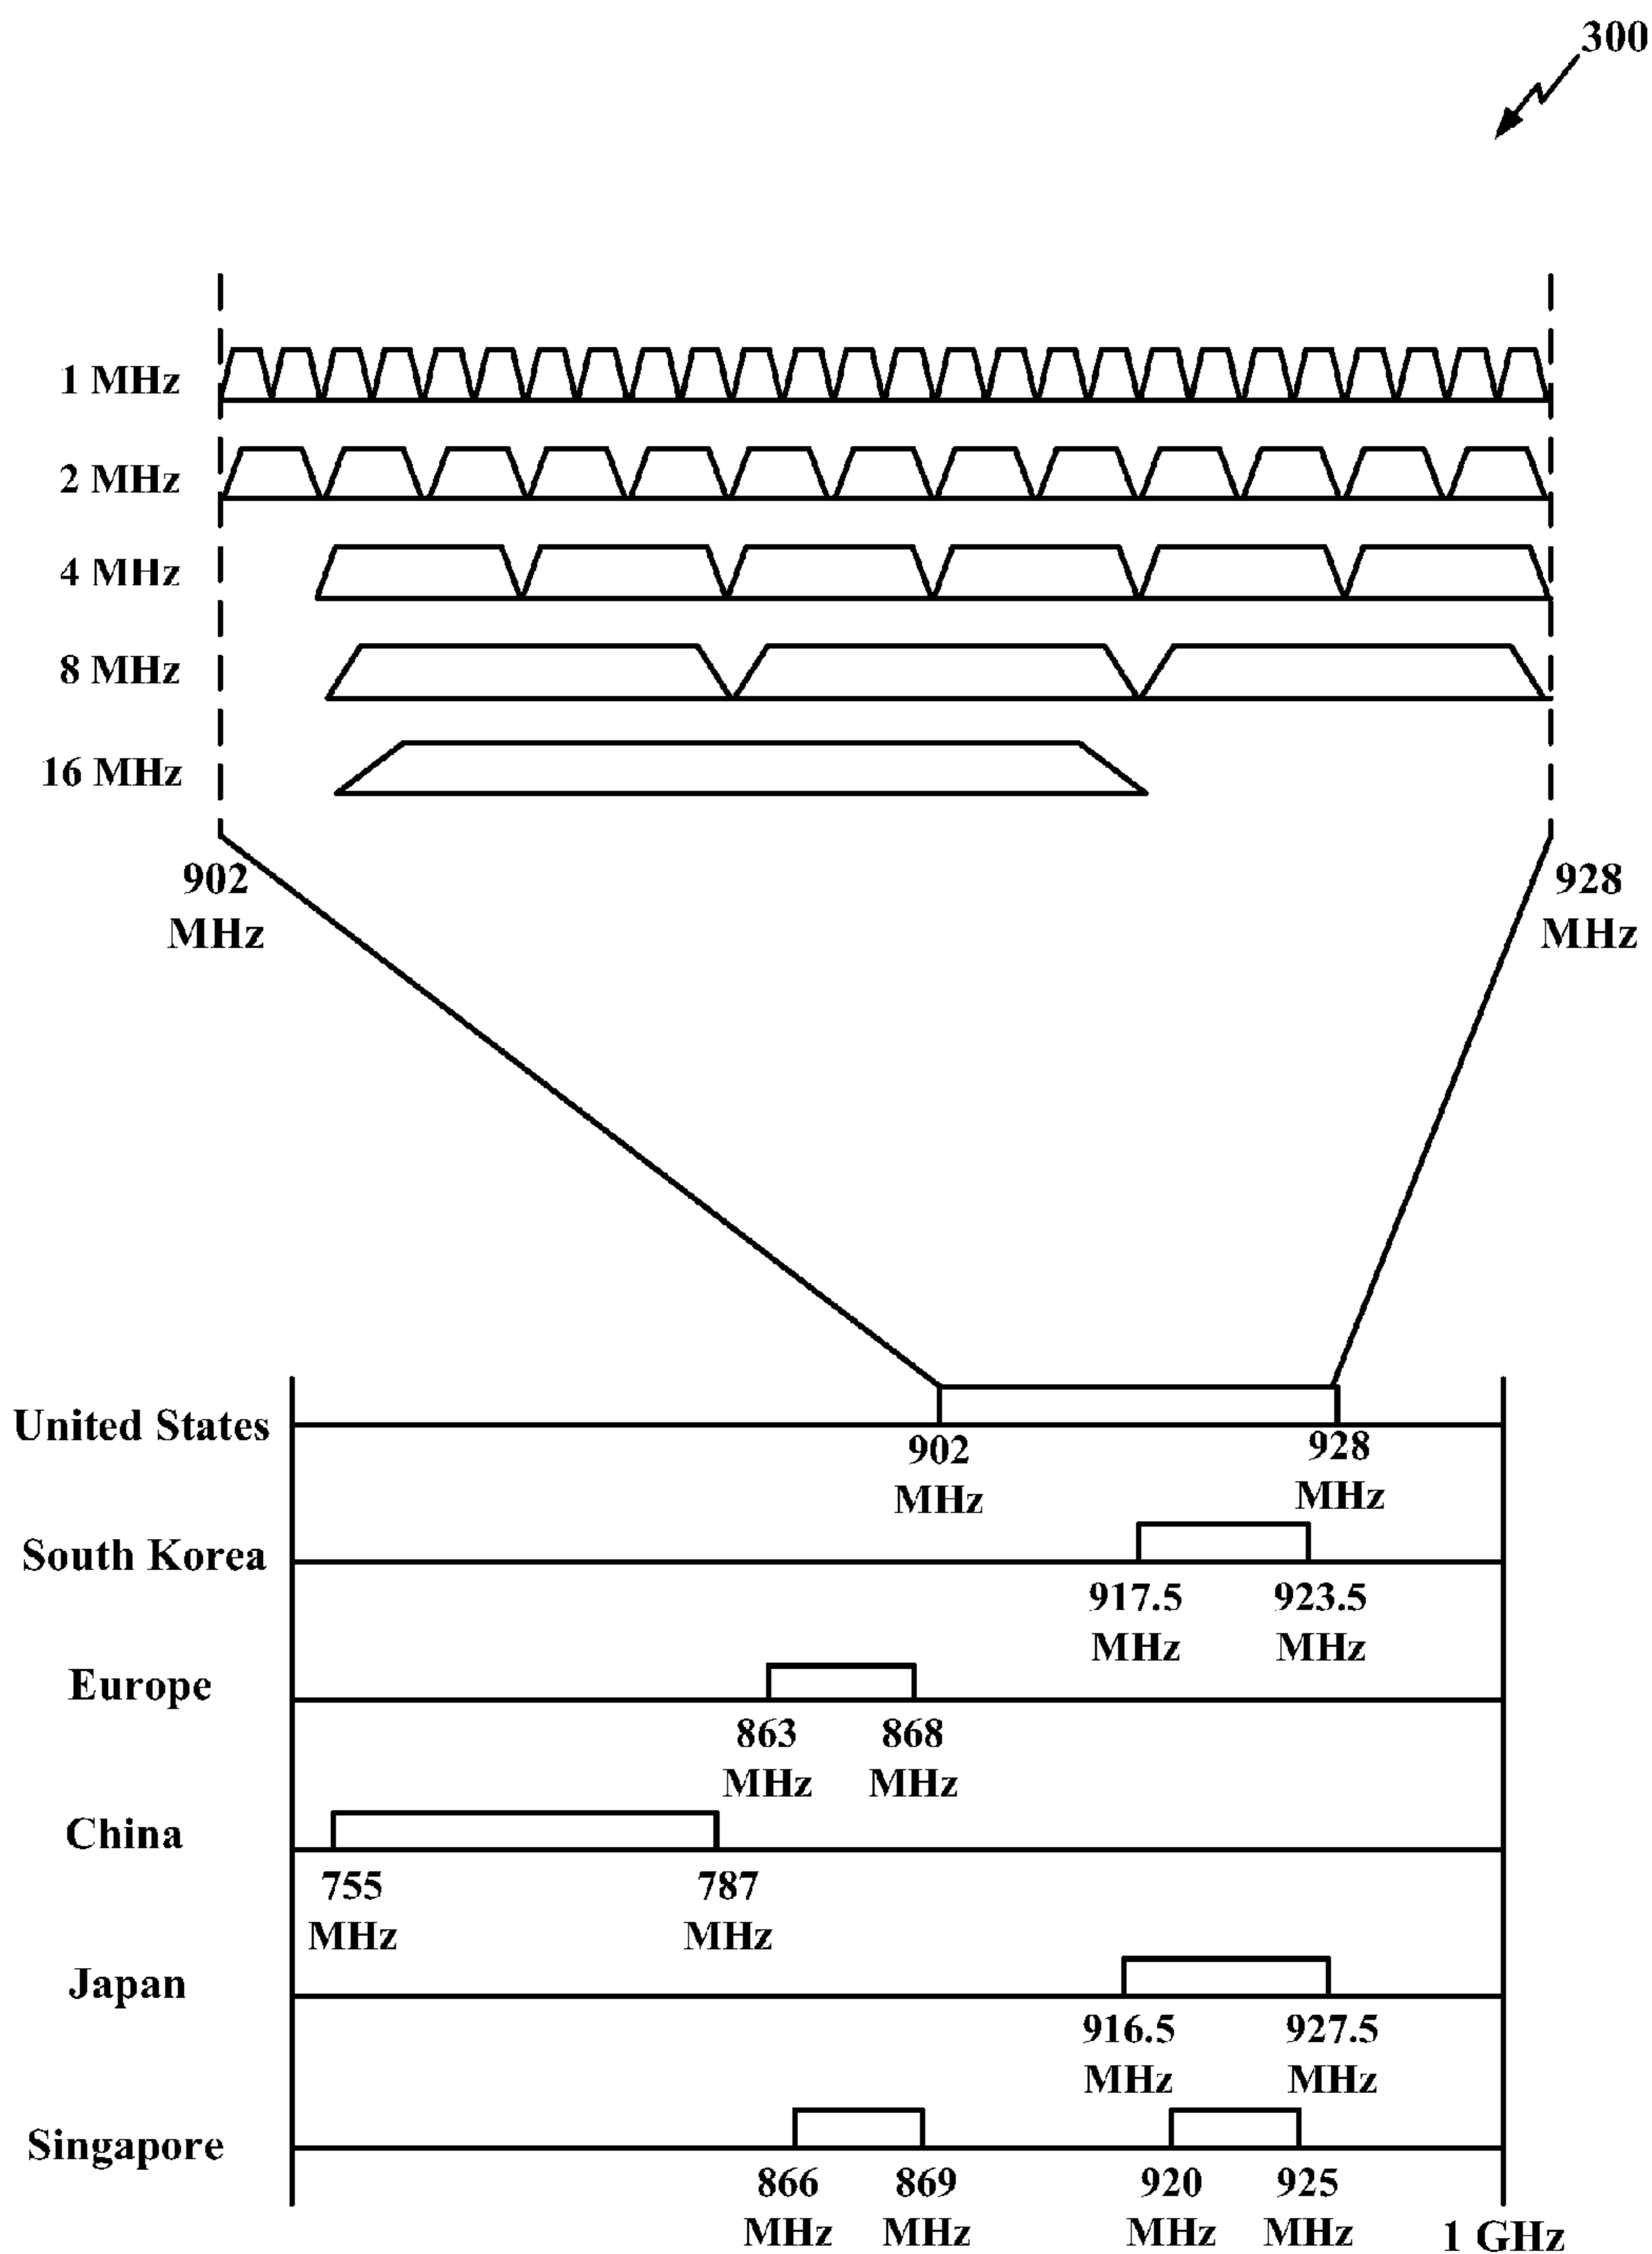 300
1 MHz
2 MHz
4 MHz
8 MHz
16 MHz
902
MHz
928
MHz
United States
902
MHz
928
MHz
South Korea
917.5
MHz
923.5
MHz
Europe
863
MHz
868
MHz
China
755
MHz
787
MHz
Japan
916.5
MHz
927.5
MHz
Singapore
866
MHz
869
MHz
920
MHz
925
MHz
1 GHz